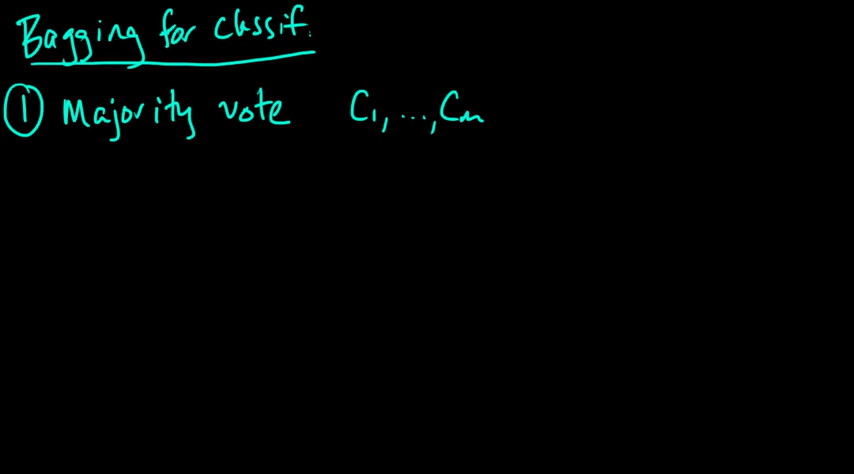 Bagging for classif.
① Majority vote C₁, ..., Cₘ